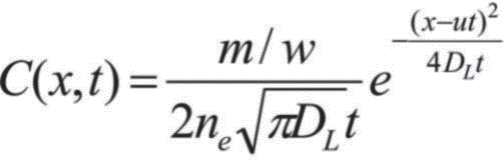 C(x,t) = \frac{m/w}{2n_e\sqrt{\pi D_L t}} e^{-\frac{(x-ut)^2}{4D_L t}}